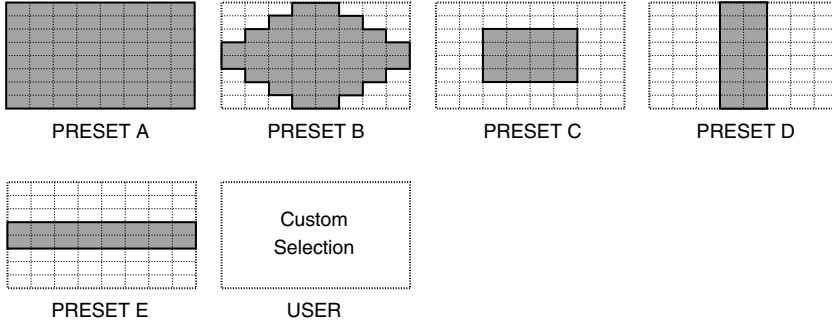 PRESET A
PRESET B
PRESET C
PRESET D
Custom
Selection
PRESET E
USER